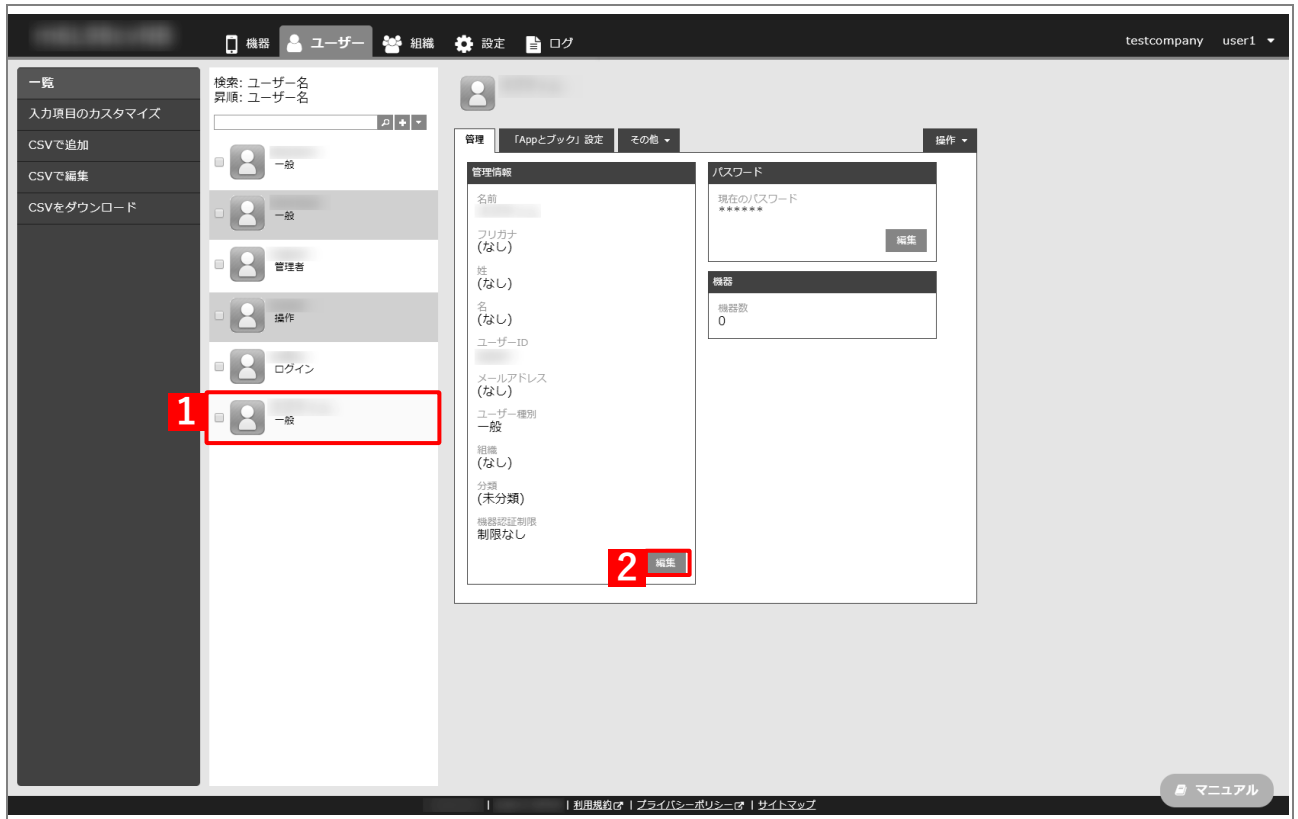 機器
ユーザー
組織
設定
ログ
testcompany user1
一覧
入力項目のカスタマイズ
CSVで追加
CSVで編集
CSVをダウンロード
検索: ユーザー名
昇順: ユーザー名
一般
一般
管理者
操作
ログイン
1
一般
管理
「Appとブック」設定
その他
操作
管理情報
名前
フリガナ
(なし)
姓
(なし)
名
(なし)
ユーザーID
メールアドレス
(なし)
ユーザー種別
一般
組織
(なし)
分類
(未分類)
機器認証制限
制限なし
2
編集
パスワード
現在のパスワード
******
編集
機器
機器数
0
マニュアル
| | 利用規約 | プライバシーポリシー | サイトマップ